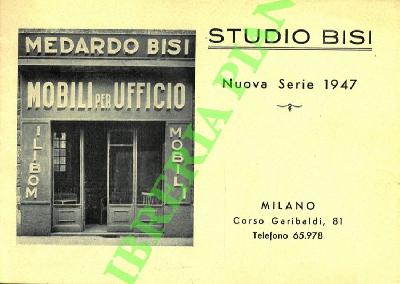 MEDARDO BISI
MOBILI PER UFFICIO
ILIBOM
MOBILI
STUDIO BISI
Nuova Serie 1947
MILANO
Corso Garibaldi, 81
Telefono 65.978
LIBRERIA PLAN